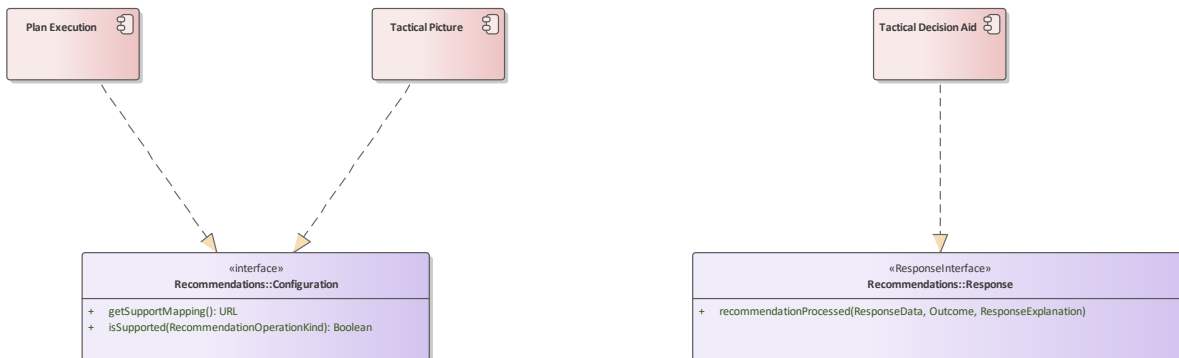 Plan Execution
Tactical Picture
Tactical Decision Aid
«interface»
Recommendations::Configuration
+ getSupportMapping(): URL
+ isSupported(RecommendationOperationKind): Boolean
«ResponseInterface»
Recommendations::Response
+ recommendationProcessed(ResponseData, Outcome, ResponseExplanation)